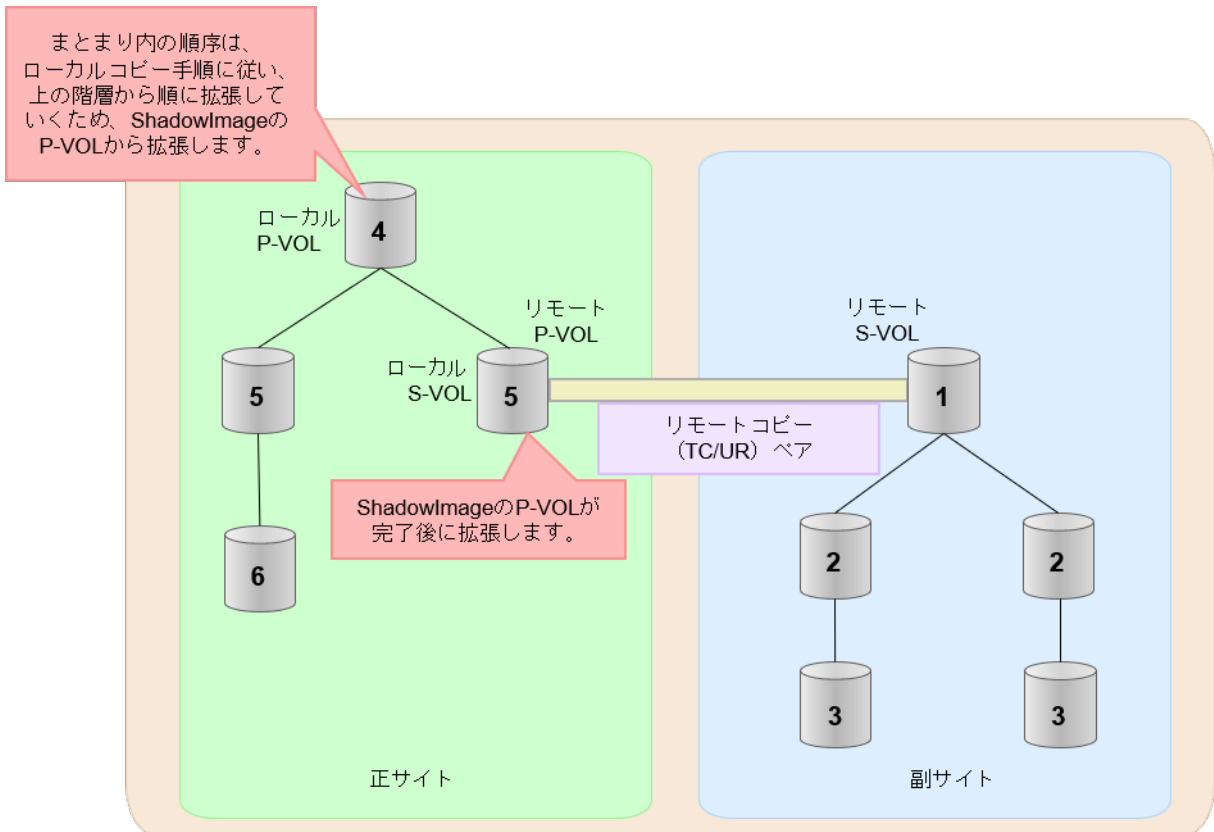 まとまり内の順序は、
ローカルコピー手順に従い、
上の階層から順に拡張して
いくため、ShadowImageの
P-VOLから拡張します。
ローカル
P-VOL
4
リモート
P-VOL
リモート
S-VOL
5
ローカル
S-VOL
5
1
リモートコピー
（TC/UR）ペア
ShadowImageのP-VOLが
完了後に拡張します。
6
2
2
3
3
正サイト
副サイト